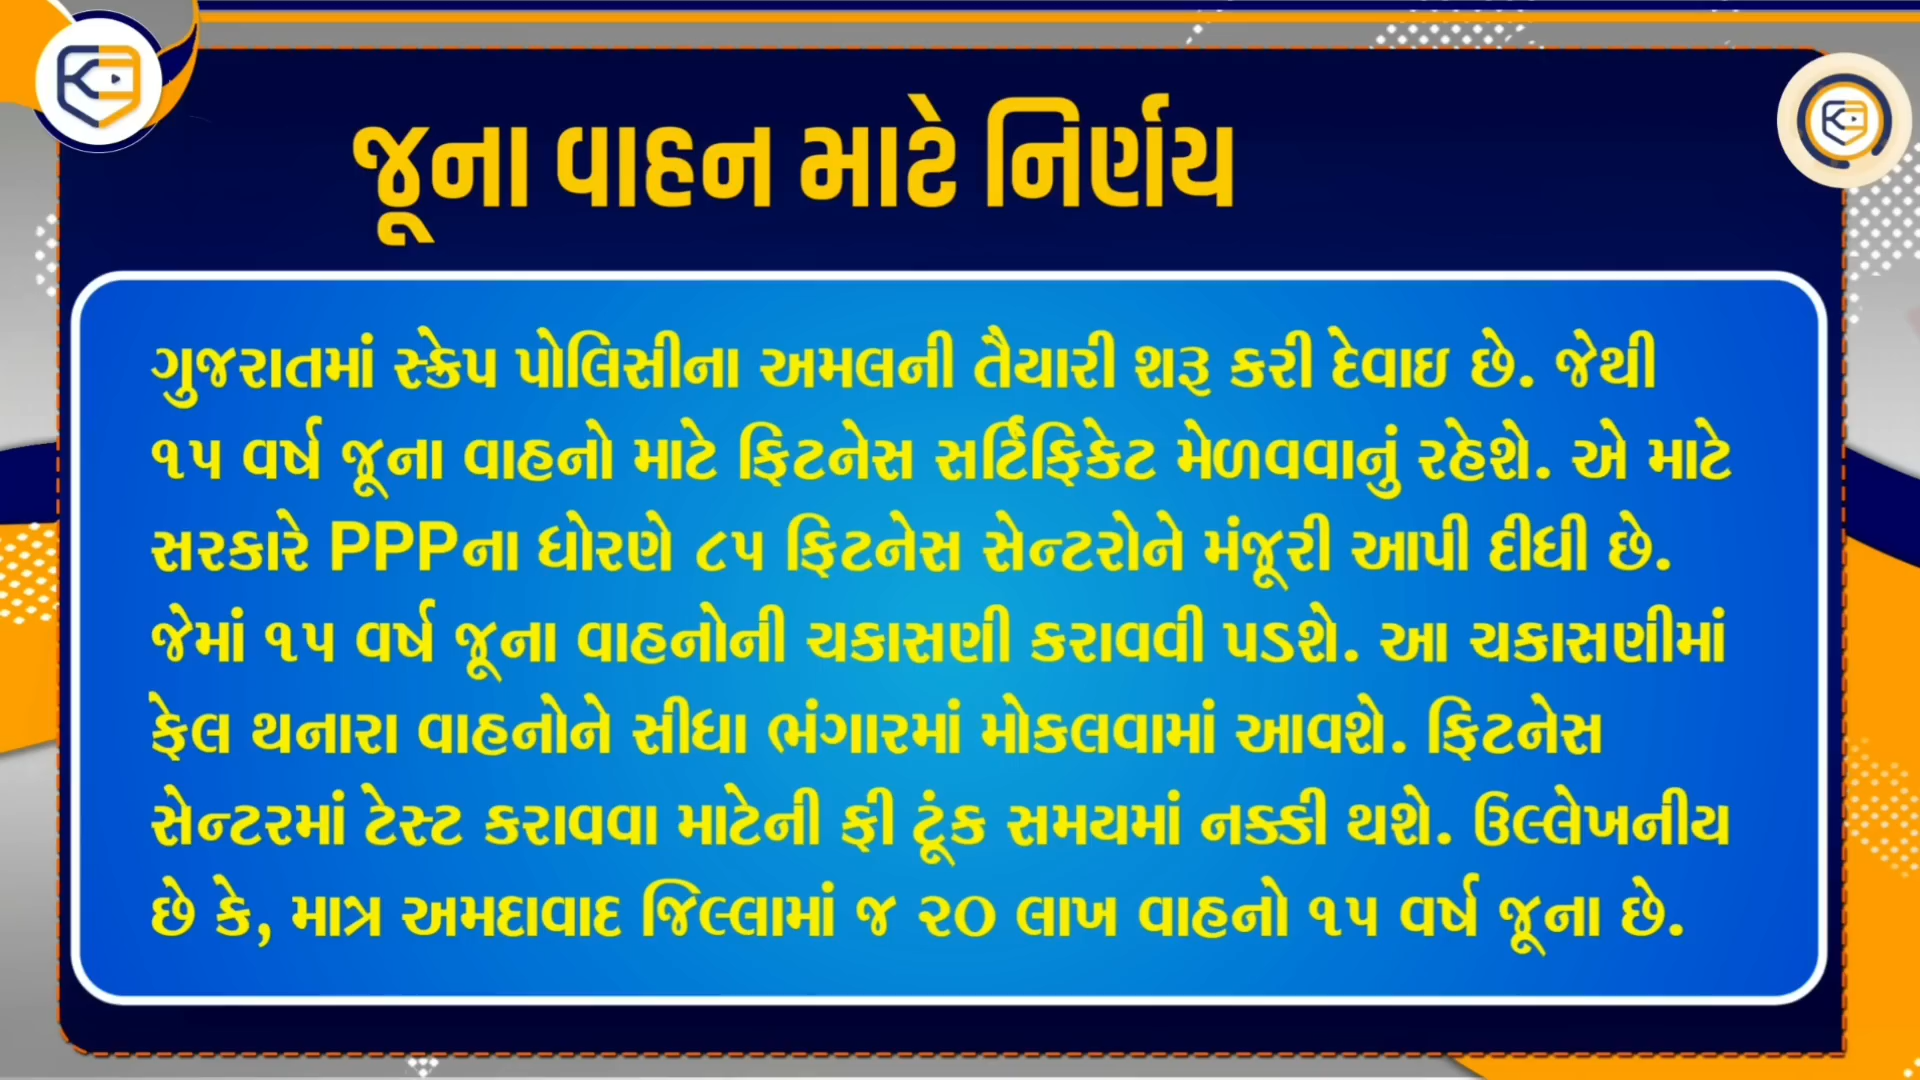 જૂના વાહન માટે નિર્ણય
ગુજરાતમાં સ્ક્રેપ પોલિસીના અમલની તૈયારી શરૂ કરી દેવાઇ છે. જેથી
૧૫ વર્ષ જૂના વાહનો માટે ફિટનેસ સર્ટિફિકેટ મેળવવાનું રહેશે. એ માટે
સરકારે PPPના ધોરણે ૮૫ ફિટનેસ સેન્ટરોને મંજૂરી આપી દીધી છે.
જેમાં ૧૫ વર્ષ જૂના વાહનોની ચકાસણી કરાવવી પડશે. આ ચકાસણીમાં
ફેલ થનારા વાહનોને સીધા ભંગારમાં મોકલવામાં આવશે. ફિટનેસ
સેન્ટરમાં ટેસ્ટ કરાવવા માટેની ફી ટૂંક સમયમાં નક્કી થશે. ઉલ્લેખનીય
છે કે, માત્ર અમદાવાદ જિલ્લામાં જ ૨૦ લાખ વાહનો ૧૫ વર્ષ જૂના છે.